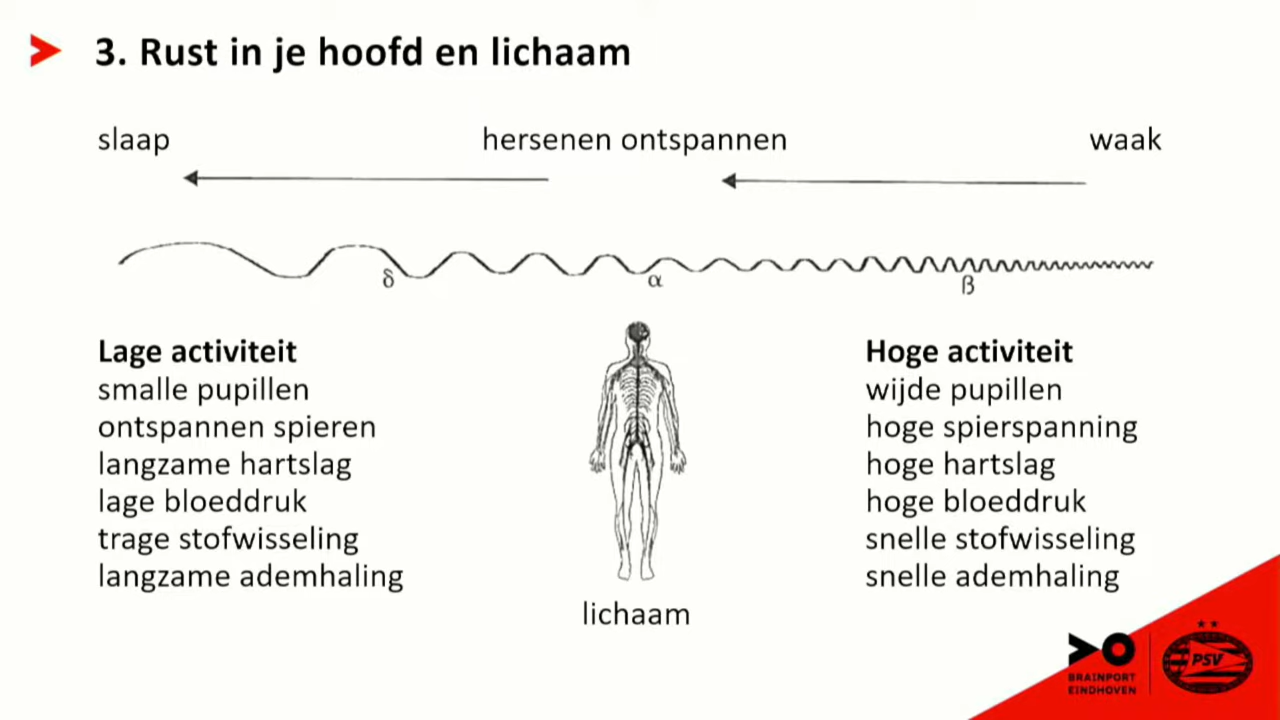 3. Rust in je hoofd en lichaam
slaap
hersenen ontspannen
waak
δ
α
β
Lage activiteit
smalle pupillen
ontspannen spieren
langzame hartslag
lage bloeddruk
trage stofwisseling
langzame ademhaling
lichaam
Hoge activiteit
wijde pupillen
hoge spierspanning
hoge hartslag
hoge bloeddruk
snelle stofwisseling
snelle ademhaling
BRAINPORT
EINDHOVEN
PSV